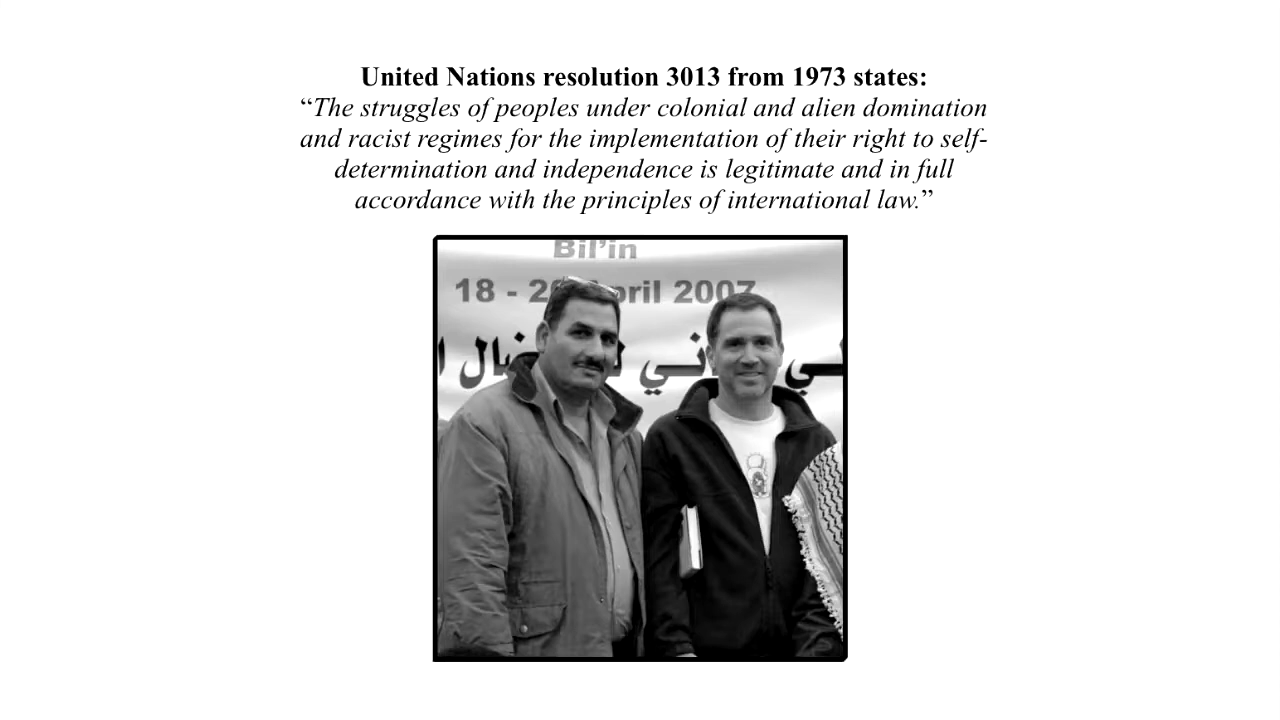 United Nations resolution 3013 from 1973 states:
“The struggles of peoples under colonial and alien domination
and racist regimes for the implementation of their right to self-
determination and independence is legitimate and in full
accordance with the principles of international law.”
Bil’in
18 - 2 April 2007